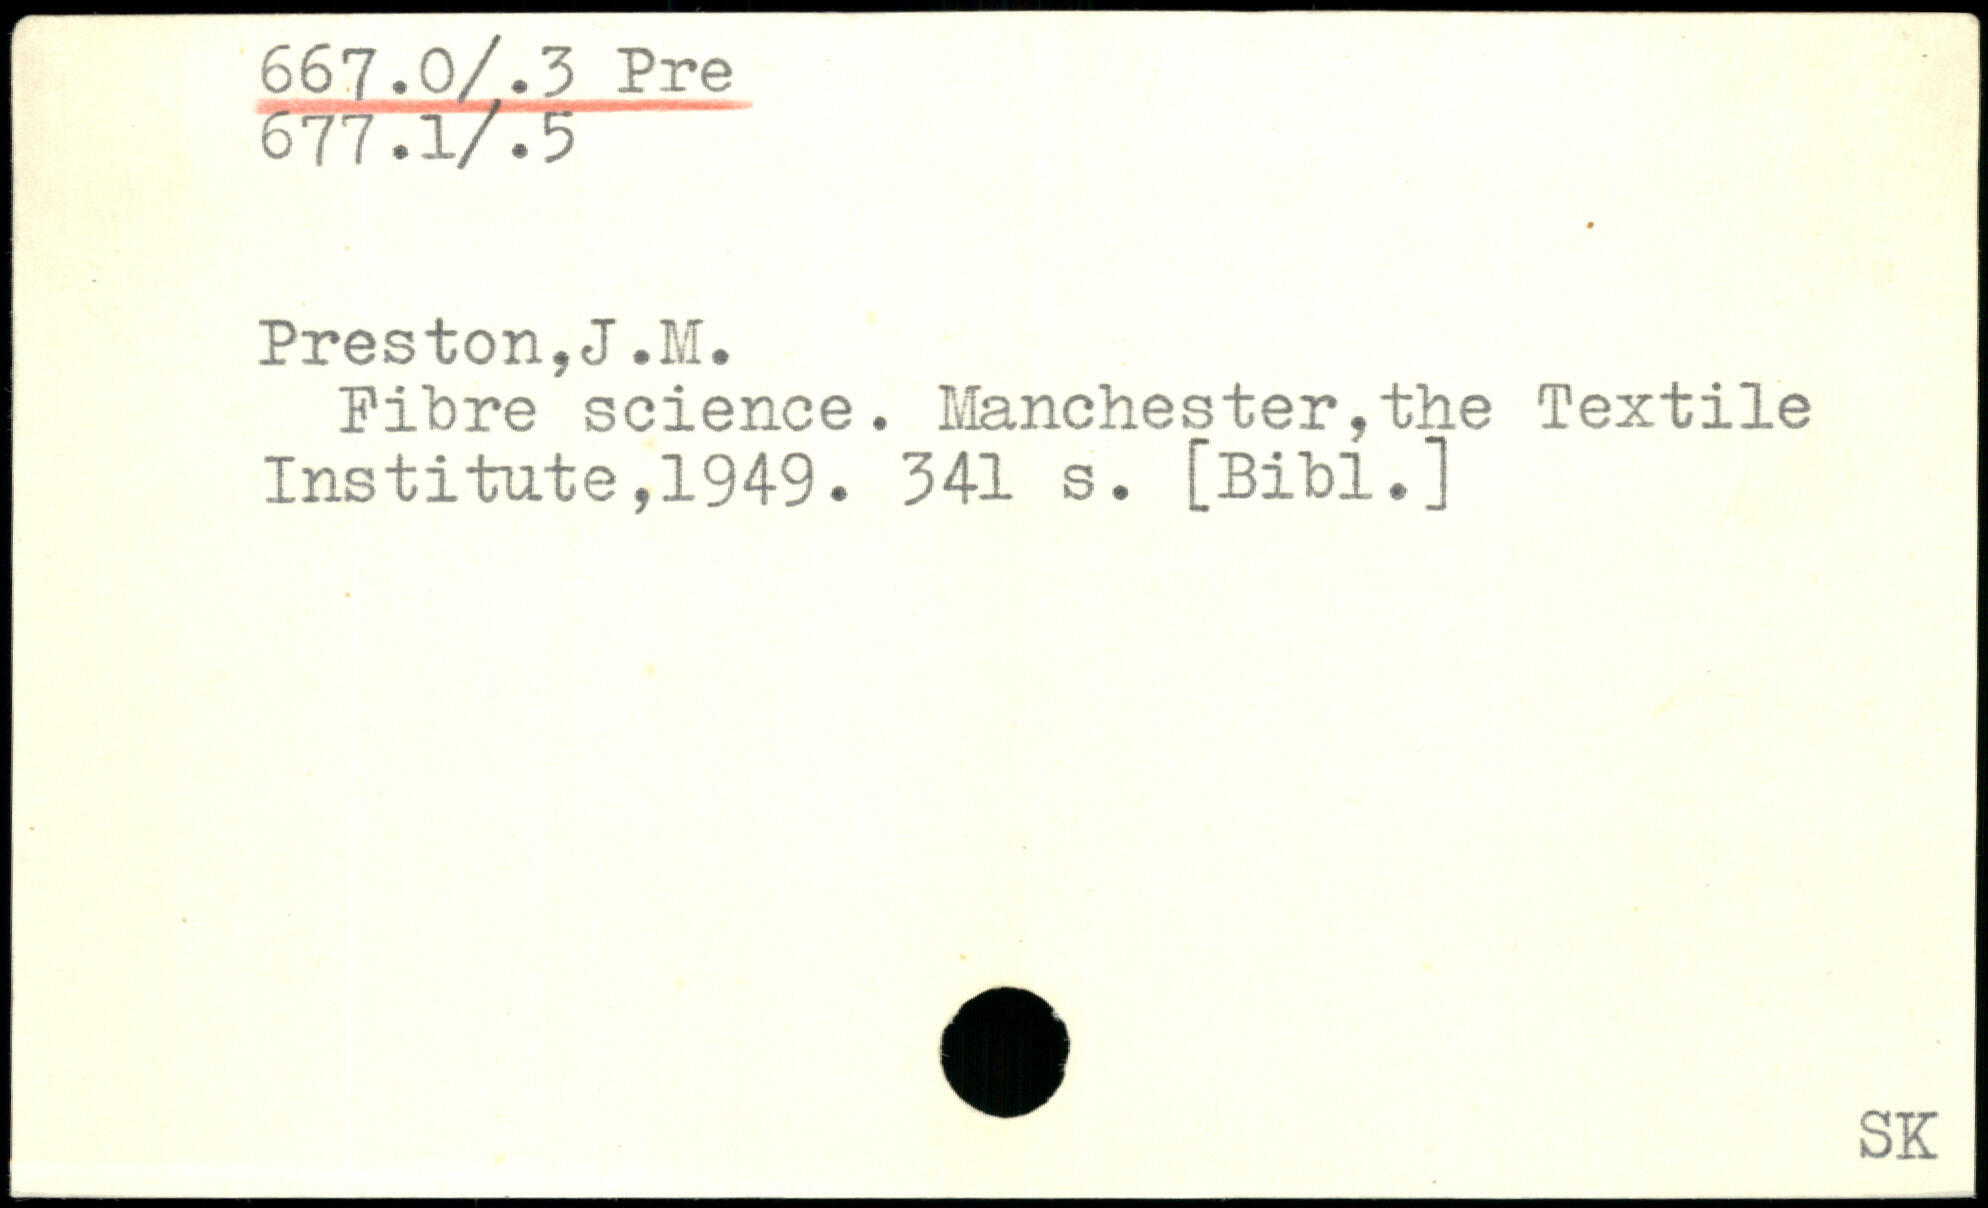 667.0/.3 Pre
677.1/.5
Preston,J.M.
Fibre science. Manchester,the Textile
Institute,1949. 341 s. [Bibl.]
SK